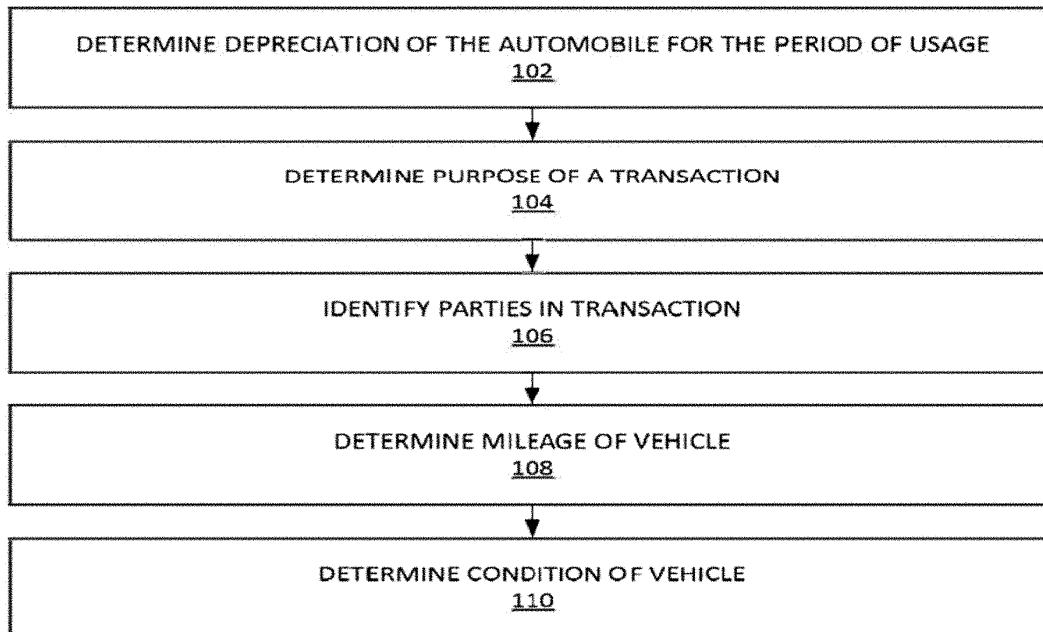 DETERMINE DEPRECIATION OF THE AUTOMOBILE FOR THE PERIOD OF USAGE
102
DETERMINE PURPOSE OF A TRANSACTION
104
IDENTIFY PARTIES IN TRANSACTION
106
DETERMINE MILEAGE OF VEHICLE
108
DETERMINE CONDITION OF VEHICLE
110